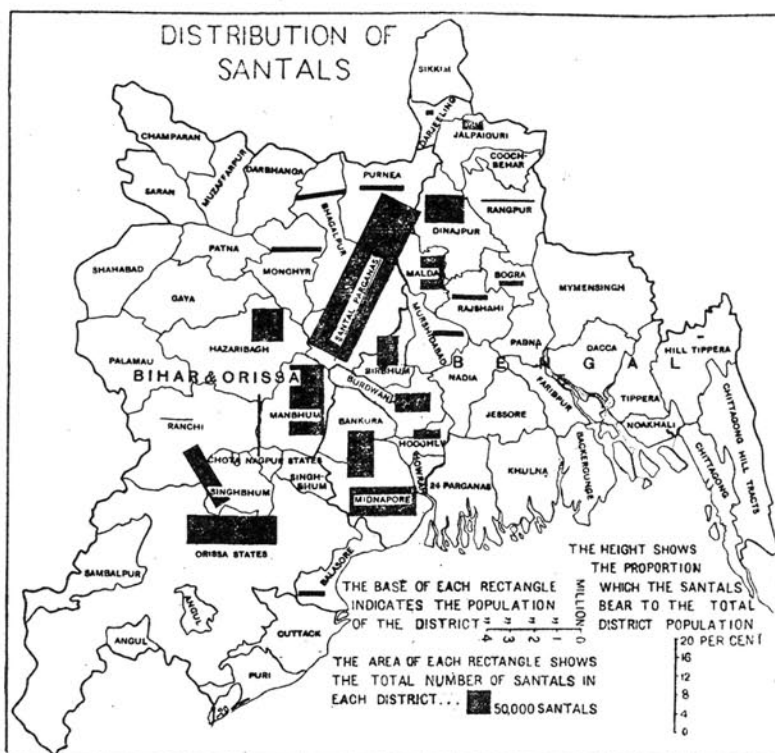 DISTRIBUTION OF
SANTALS
SIKKIM
DARJEELING
JALPAIGURI
COOCH-
BEHAR
CHAMPARAN
MUZAFFARPUR
DARBHANGA
SARAN
BHAGALPUR
PURNEA
DINAJPUR
RANGPUR
PATNA
MONGHYR
SHAHABAD
GAYA
SANTAL PARGANAS
MALDA
BOGRA
RAJSHAHI
MYMENSINGH
MURSHIDABAD
PABNA
DACCA
HILL TIPPERA
PALAMAU
HAZARIBAGH
BIRBHUM
BIHAR & ORISSA
BENGAL
BURDWAN
NADIA
FARIDPUR
TIPPERA
RANCHI
MANBHUM
BANKURA
JESSORE
NOAKHALI
HOOGHLY
CHOTA NAGPUR STATES
SINGHBHUM
SINGH-
BHUM
HOWRAH
MIDNAPORE
24 PARGANAS
KHULNA
BACKERGUNGE
CHITTAGONG
CHITTAGONG HILL TRACTS
ORISSA STATES
SAMBALPUR
ANGUL
ANGUL
BALASORE
CUTTACK
PURI
THE HEIGHT SHOWS
THE PROPORTION
WHICH THE SANTALS
BEAR TO THE TOTAL
DISTRICT POPULATION
20 PER CENT
16
12
8
4
0
THE BASE OF EACH RECTANGLE
INDICATES THE POPULATION
OF THE DISTRICT
4 3 2 1 0
" " " " MILLION
THE AREA OF EACH RECTANGLE SHOWS
THE TOTAL NUMBER OF SANTALS IN
EACH DISTRICT... 50,000 SANTALS